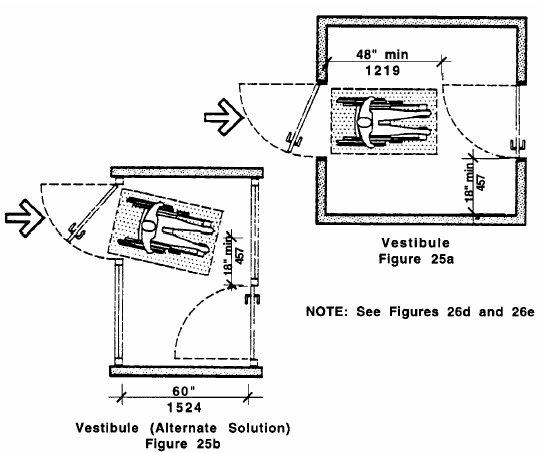 48" min
1219
18" min
457
Vestibule
Figure 25a
NOTE: See Figures 26d and 26e
18" min
457
60"
1524
Vestibule (Alternate Solution)
Figure 25b